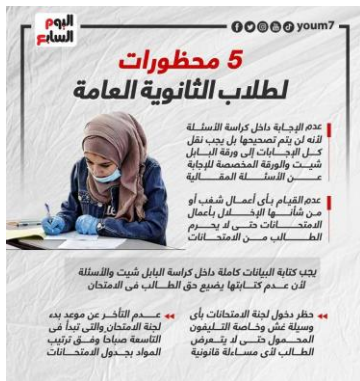 اليوم
السابع
youm7
5 محظورات
لطلاب الثانوية العامة
عدم الإجابة داخل كراسة الأسئلة
لأنه لن يتم تصحيحها بل يجب نقل
كل الإجابات إلى ورقة البابل
شيت والورقة المخصصة للإجابة
عن الأسئلة المقالية
عدم القيام بأى أعمال شغب أو
من شأنها الإخلال بأعمال
الامتحانات حتى لا يحرم
الطالب من الامتحانات
يجب كتابة البيانات كاملة داخل كراسة البابل شيت والأسئلة
لأن عدم كتابتها يضيع حق الطالب فى الامتحان
حظر دخول لجنة الامتحانات بأى
وسيلة غش وخاصة التليفون
المحمول حتى لا يتعرض
الطالب لأى مساءلة قانونية
عدم التأخر عن موعد بدء
لجنة الامتحان والتى تبدأ فى
التاسعة صباحا وفق ترتيب
المواد بجدول الامتحانات